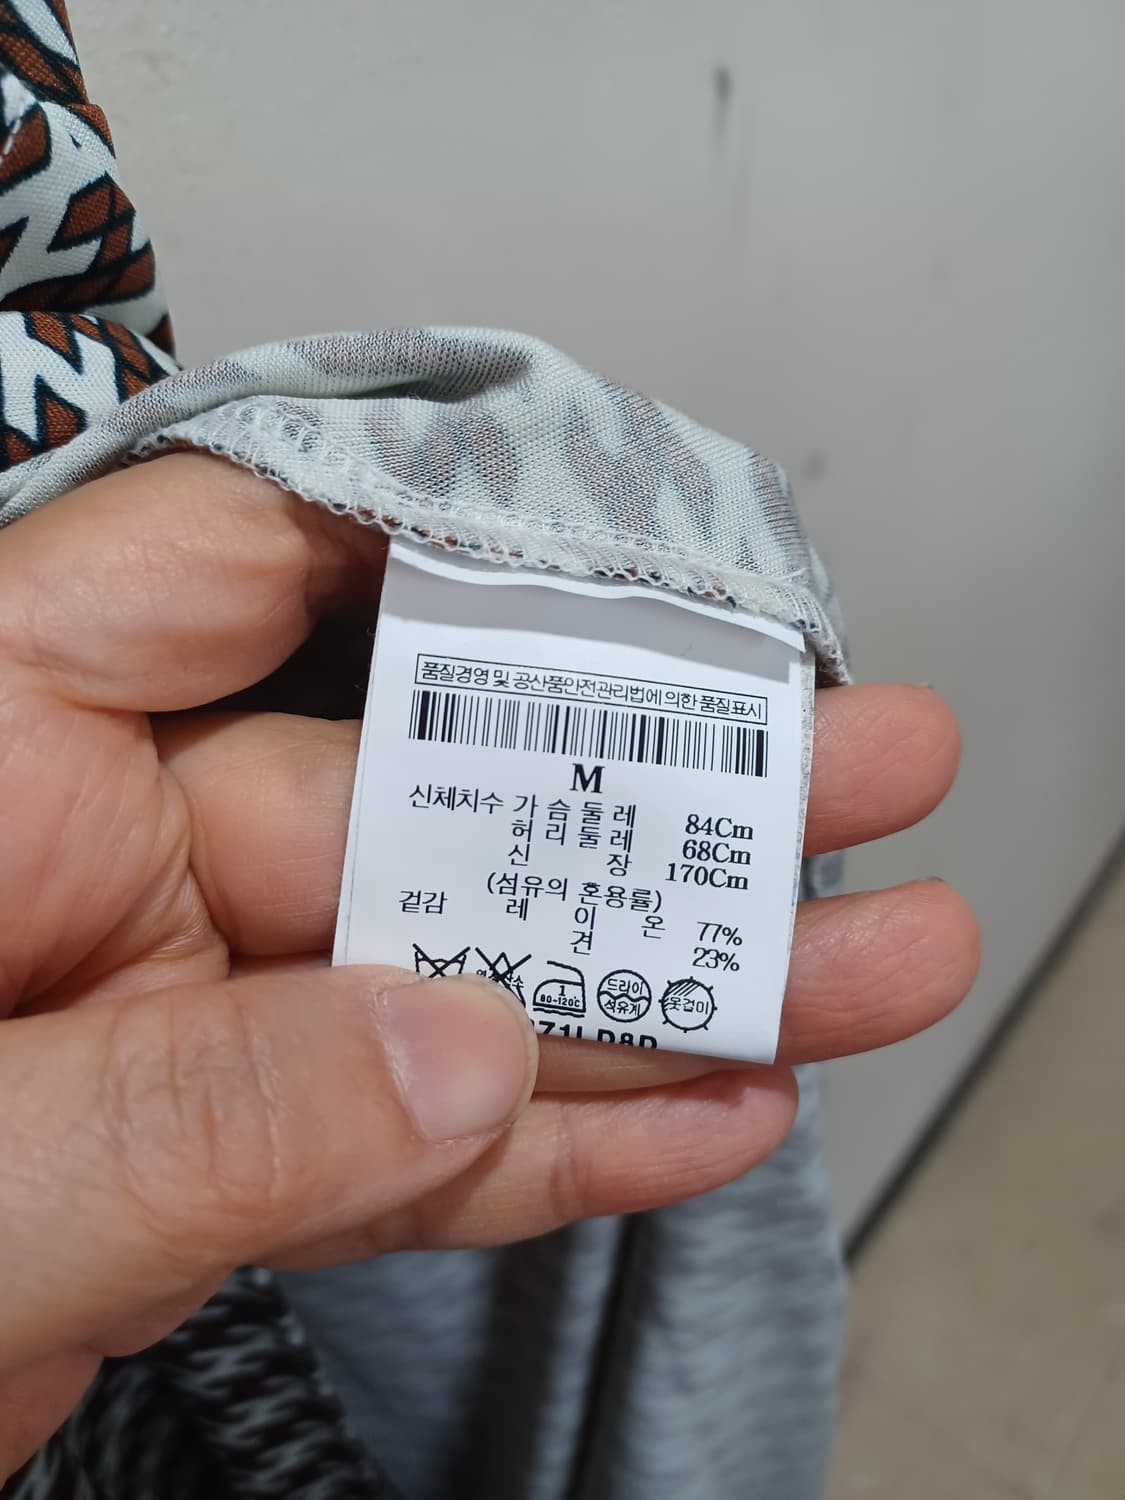 품질경영 및 공산품안전관리법에 의한 품질표시
M
신체치수 가슴둘레 84Cm
허리둘레 68Cm
신장 170Cm
(섬유의 혼용률)
겉감 레이온 77%
견 23%
1
80~120℃
드라이
석유계
옷걸이